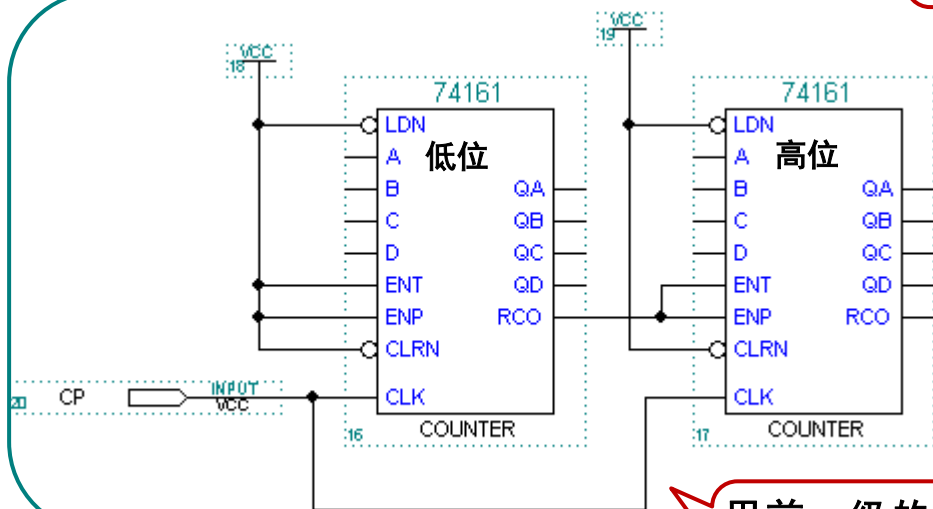 VCC
19
VCC
18
74161
74161
LDN
A
B
C
D
ENT
ENP
CLRN
CLK
低位
QA
QB
QC
QD
RCO
COUNTER
16
LDN
A
B
C
D
ENT
ENP
CLRN
CLK
高位
QA
QB
QC
QD
RCO
COUNTER
17
20
CP
INPUT
VCC